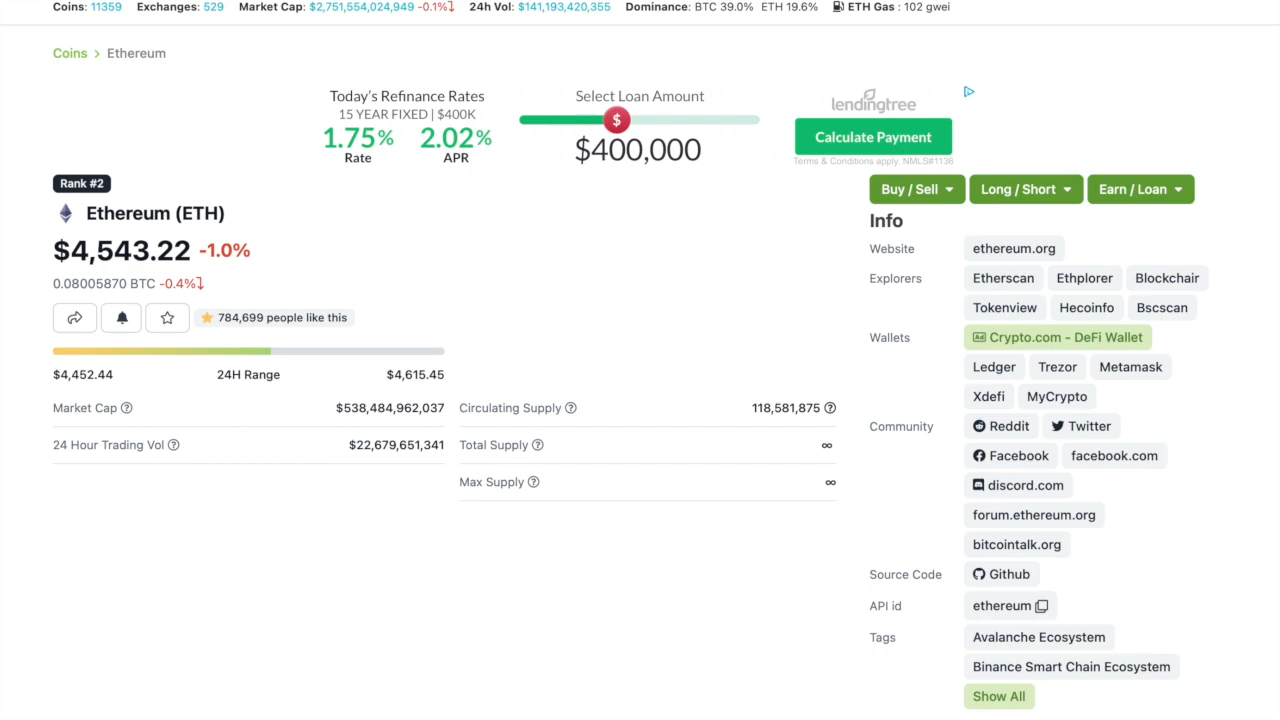 Coins: 11359 Exchanges: 529 Market Cap: $2,751,554,024,949 -0.1% 24h Vol: $141,193,420,355 Dominance: BTC 39.0% ETH 19.6% ETH Gas : 102 gwei
Coins > Ethereum
Today's Refinance Rates
15 YEAR FIXED | $400K
1.75% 2.02%
Rate APR
Select Loan Amount
$
$400,000
lendingtree
Calculate Payment
Terms & Conditions apply. NMLS#1136
Rank #2
Ethereum (ETH)
$4,543.22 -1.0%
0.08005870 BTC -0.4%
784,699 people like this
$4,452.44 24H Range $4,615.45
Market Cap $538,484,962,037
24 Hour Trading Vol $22,679,651,341
Circulating Supply 118,581,875
Total Supply ∞
Max Supply ∞
Buy / Sell Long / Short Earn / Loan
Info
Website ethereum.org
Explorers Etherscan Ethplorer Blockchair
Tokenview Hecoinfo Bscscan
Wallets Ad Crypto.com - DeFi Wallet
Ledger Trezor Metamask
Xdefi MyCrypto
Community Reddit Twitter
Facebook facebook.com
discord.com
forum.ethereum.org
bitcointalk.org
Source Code Github
API id ethereum
Tags Avalanche Ecosystem
Binance Smart Chain Ecosystem
Show All